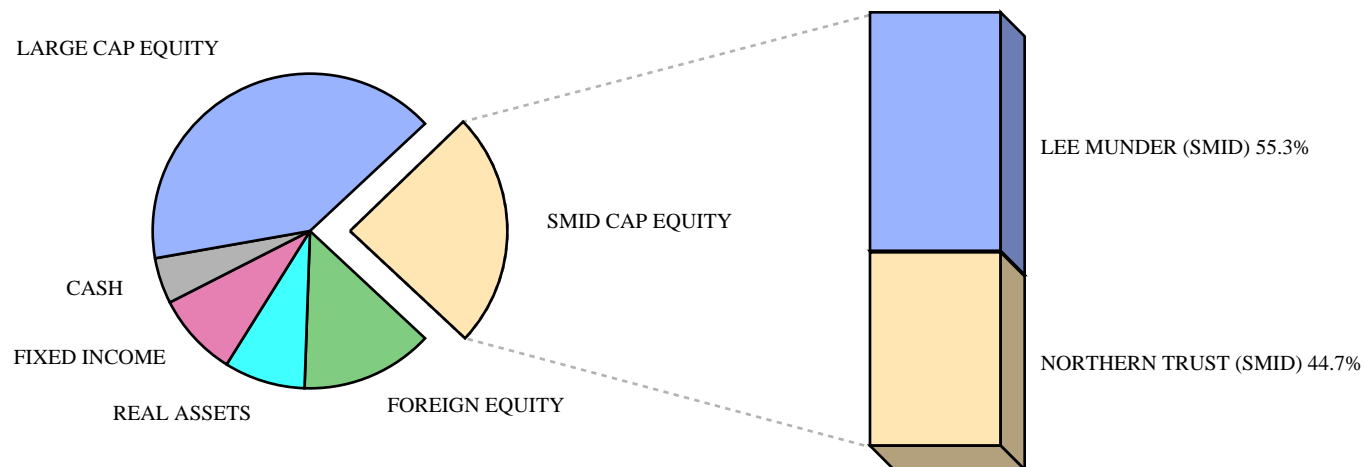 LARGE CAP EQUITY
LEE MUNDER (SMID) 55.3%
SMID CAP EQUITY
CASH
FIXED INCOME
NORTHERN TRUST (SMID) 44.7%
REAL ASSETS
FOREIGN EQUITY